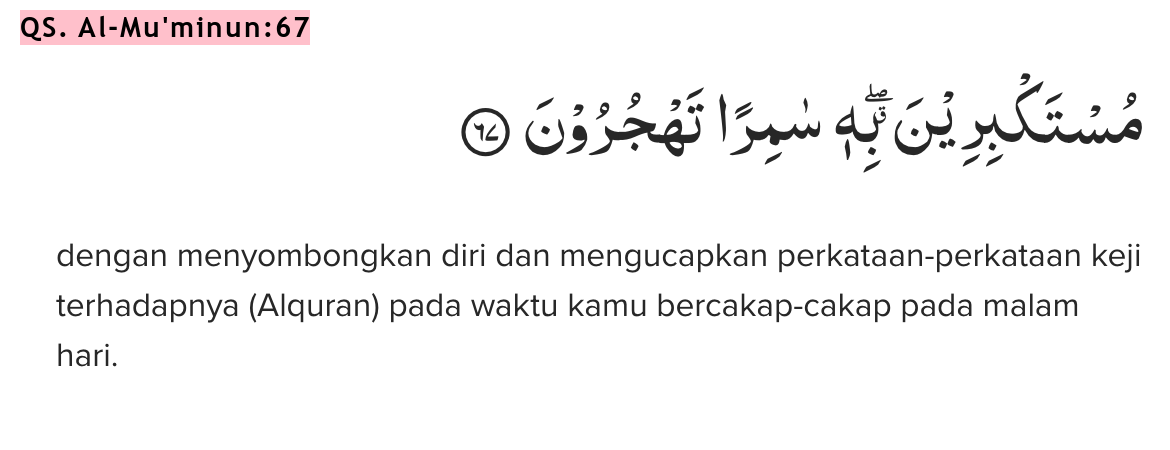 QS. Al-Mu'minun:67
مُسْتَكْبِرِيْنَ بِهٖۙ سٰمِرًا تَهْجُرُوْنَ ٦٧
dengan menyombongkan diri dan mengucapkan perkataan-perkataan keji
terhadapnya (Alquran) pada waktu kamu bercakap-cakap pada malam
hari.